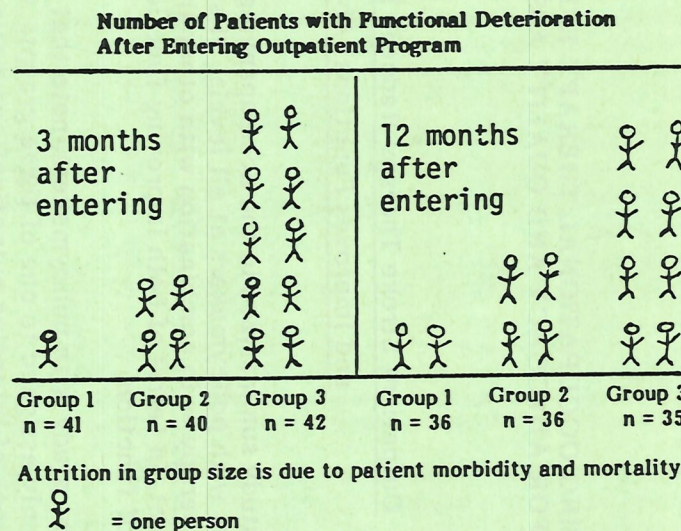 Number of Patients with Functional Deterioration
After Entering Outpatient Program
3 months
after
entering
12 months
after
entering
Group 1
n = 41
Group 2
n = 40
Group 3
n = 42
Group 1
n = 36
Group 2
n = 36
Group 3
n = 35
Attrition in group size is due to patient morbidity and mortality
= one person